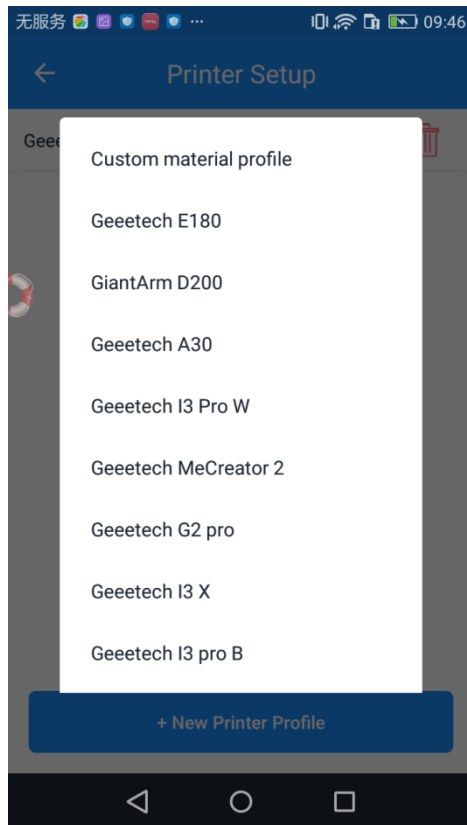 无服务 ... 09:46
Printer Setup
Geee
Custom material profile
Geeetech E180
GiantArm D200
Geeetech A30
Geeetech I3 Pro W
Geeetech MeCreator 2
Geeetech G2 pro
Geeetech I3 X
Geeetech I3 pro B
+ New Printer Profile